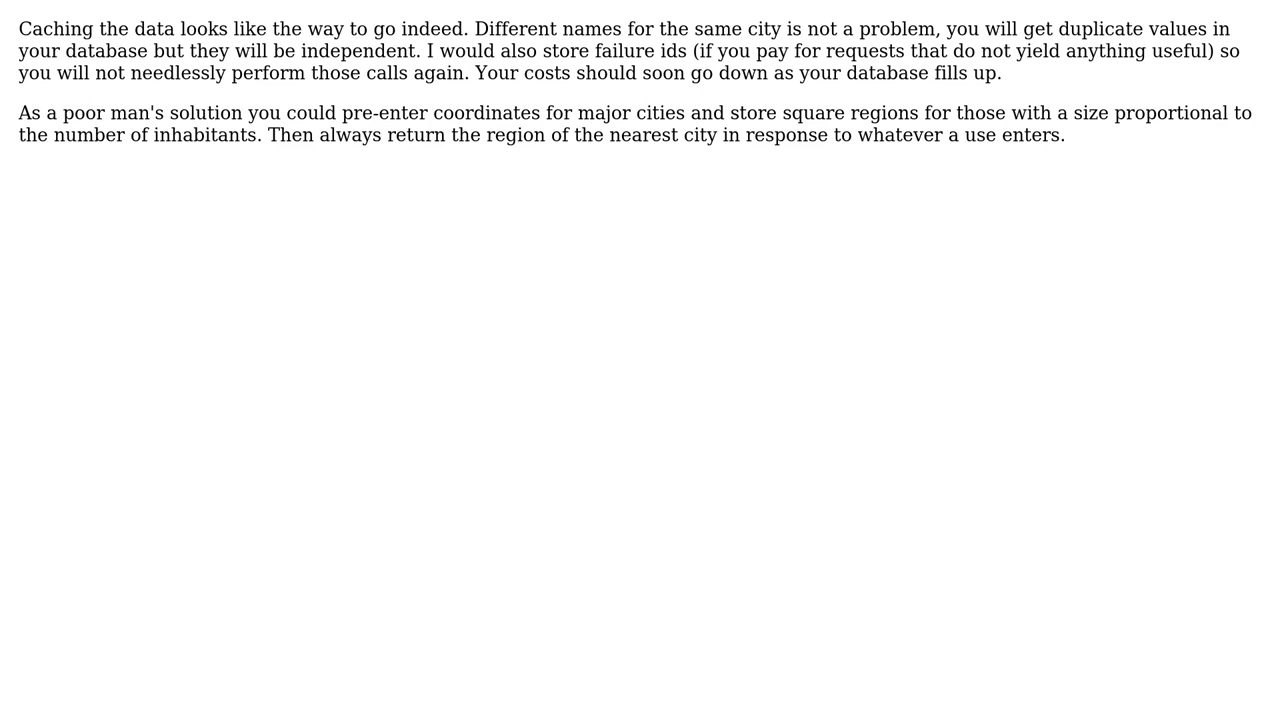 Caching the data looks like the way to go indeed. Different names for the same city is not a problem, you will get duplicate values in
your database but they will be independent. I would also store failure ids (if you pay for requests that do not yield anything useful) so
you will not needlessly perform those calls again. Your costs should soon go down as your database fills up.
As a poor man's solution you could pre-enter coordinates for major cities and store square regions for those with a size proportional to
the number of inhabitants. Then always return the region of the nearest city in response to whatever a use enters.